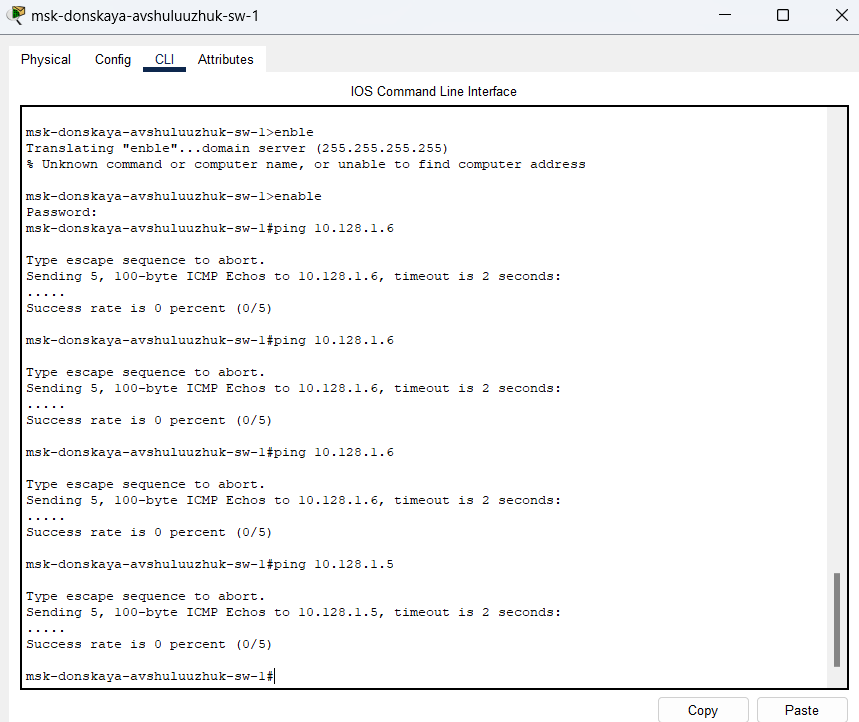 msk-donskaya-avshuluuzhuk-sw-1
Physical Config CLI Attributes
IOS Command Line Interface
msk-donskaya-avshuluuzhuk-sw-1>enble
Translating "enble"...domain server (255.255.255.255)
% Unknown command or computer name, or unable to find computer address
msk-donskaya-avshuluuzhuk-sw-1>enable
Password:
msk-donskaya-avshuluuzhuk-sw-1#ping 10.128.1.6
Type escape sequence to abort.
Sending 5, 100-byte ICMP Echos to 10.128.1.6, timeout is 2 seconds:
.....
Success rate is 0 percent (0/5)
msk-donskaya-avshuluuzhuk-sw-1#ping 10.128.1.6
Type escape sequence to abort.
Sending 5, 100-byte ICMP Echos to 10.128.1.6, timeout is 2 seconds:
.....
Success rate is 0 percent (0/5)
msk-donskaya-avshuluuzhuk-sw-1#ping 10.128.1.6
Type escape sequence to abort.
Sending 5, 100-byte ICMP Echos to 10.128.1.6, timeout is 2 seconds:
.....
Success rate is 0 percent (0/5)
msk-donskaya-avshuluuzhuk-sw-1#ping 10.128.1.5
Type escape sequence to abort.
Sending 5, 100-byte ICMP Echos to 10.128.1.5, timeout is 2 seconds:
.....
Success rate is 0 percent (0/5)
msk-donskaya-avshuluuzhuk-sw-1#
Copy Paste